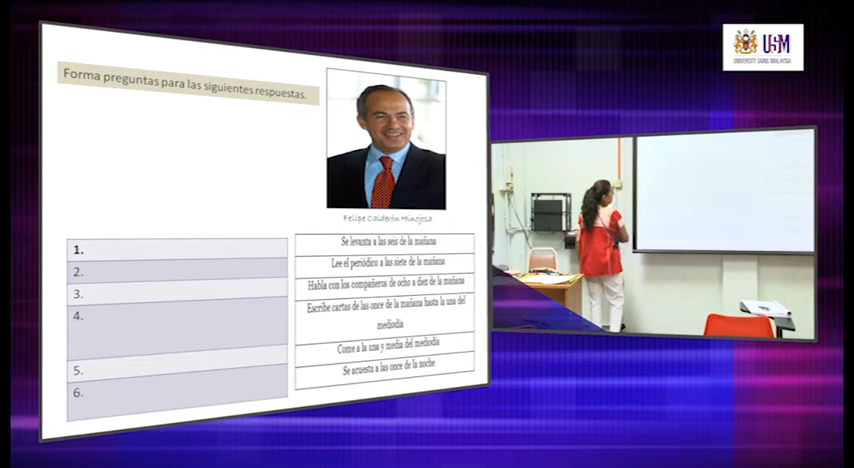 USM
UNIVERSITI SAINS MALAYSIA
Forma preguntas para las siguientes respuestas.
Felipe Calderón Hinojosa
1.
2.
3.
4.
5.
6.
Se levanta a las seis de la mañana
Lee el periódico a las siete de la mañana
Habla con los compañeros de ocho a diez de la mañana
Escribe cartas de las once de la mañana hasta la una del
mediodía
Come a la una y media del mediodía
Se acuesta a las once de la noche